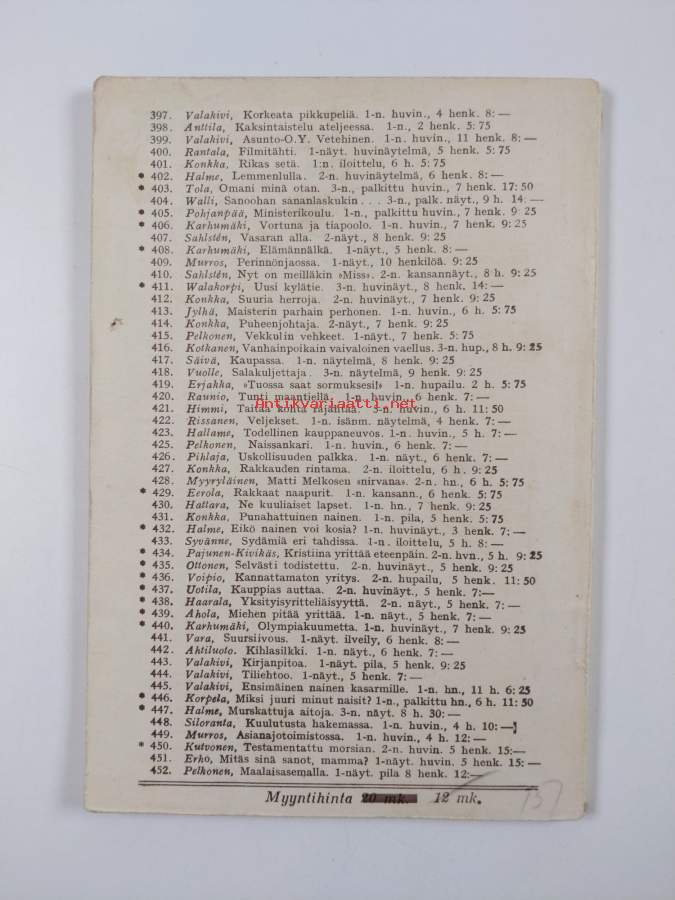 397. Valakivi, Korkeata pikkupeliä. 1-n. huvin., 4 henk. 8: —
398. Anttila, Kaksintaistelu ateljeessa. 1-n., 2 henk. 5: 75
399. Valakivi, Asunto-O.Y. Vetehinen. 1-n. huvin., 11 henk. 8: —
400. Rantala, Filmitähti. 1-näyt. huvinäytelmä, 5 henk. 5: 75
401. Konkka, Rikas setä. 1:n. iloittelu, 6 h. 5: 75
* 402. Halme, Lemmenlulla. 2-n. huvinäytelmä, 6 henk. 8: —
* 403. Tola, Omani minä otan. 3-n., palkittu huvin., 7 henk. 17: 50
404. Walli, Sanoohan sananlaskukin... 3-n., palk. näyt., 9 h. 14: —
* 405. Pohjanpää, Ministerikoulu. 1-n., palkittu huvin., 7 henk. 9: 25
* 406. Karhumäki, Vortuna ja tiapoolo. 1-n. huvin., 7 henk. 9: 25
407. Sahlstén, Vasaran alla. 2-näyt., 8 henk. 9: 25
* 408. Karhumäki, Elämännälkä. 1-näyt., 5 henk. 8: —
409. Murros, Perinnönjaossa. 1-näyt., 10 henkilöä. 9: 25
410. Sahlstén, Nyt on meilläkin »Miss». 2-n. kansannäyt., 8 h. 9: 25
* 411. Walakorpi, Uusi kylätie. 3-n. huvinäyt., 8 henk. 14: —
412. Konkka, Suuria herroja. 2-n. huvinäyt., 7 henk. 9: 25
413. Jylhä, Maisterin parhain perhonen. 1-n. huvin., 6 h. 5: 75
414. Konkka, Puheenjohtaja. 2-näyt., 7 henk. 9: 25
415. Pelkonen, Vekkulin vehkeet. 1-näyt., 7 henk. 5: 75
416. Kotkanen, Vanhainpoikain vaivaloinen vaellus. 3-n. hup., 8 h. 9: 25
417. Säivä, Kaupassa. 1-n. näytelmä, 8 henk. 9: 25
418. Vuolle, Salakuljettaja. 3-n. näytelmä, 9 henk. 9: 25
419. Erjakka, »Tuossa saat sormuksesi!» 1-n. hupailu. 2 h. 5: 75
420. Raunio, Tunti maantiellä. 1-n. huvin., 6 henk. 7: —
Antikvariaatti.net
421. Himmi, Taitaa kohta räjähtää. 3-n. huvin., 6 h. 11: 50
422. Rissanen, Veljekset. 1-n. isänm. näytelmä, 4 henk. 7: —
423. Hallame, Todellinen kauppaneuvos. 1-n. huvin., 5 h. 7: —
425. Pelkonen, Naissankari. 1-n. huvin., 6 henk. 7: —
426. Pihlaja, Uskollisuuden palkka. 1-n. näyt., 6 henk. 7: —
427. Konkka, Rakkauden rintama. 2-n. iloittelu, 6 h. 9: 25
428. Myyryläinen, Matti Melkosen »nirvana». 2-n. hn., 6 h. 5: 75
* 429. Eerola, Rakkaat naapurit. 1-n. kansann., 6 henk. 5: 75
430. Hattara, Ne kuuliaiset lapset. 1-n. hn., 7 henk. 9: 25
431. Konkka, Punahattuinen nainen. 1-n. pila, 5 henk. 5: 75
* 432. Halme, Eikö nainen voi kosia? 1-n. huvinäyt., 3 henk. 7: —
433. Syvänne, Sydämiä eri tahdissa. 1-n. iloittelu, 5 h. 8: —
* 434. Pajunen-Kivikäs, Kristiina yrittää eteenpäin. 2-n. hvn., 5 h. 9: 25
* 435. Ottonen, Selvästi todistettu. 2-n. huvinäyt., 5 henk. 9: 25
* 436. Voipio, Kannattamaton yritys. 2-n. hupailu, 5 henk. 11: 50
* 437. Uotila, Kauppias auttaa. 2-n. huvinäyt., 5 henk. 7: —
* 438. Haarala, Yksityisyritteliäisyyttä. 2-n. näyt., 5 henk. 7: —
* 439. Ahola, Miehen pitää yrittää. 1-n. näyt., 5 henk. 7: —
* 440. Karhumäki, Olympiakuumetta. 1-n. huvinäyt., 7 henk. 9: 25
441. Vara, Suursiivous. 1-näyt. ilveily, 6 henk. 8: —
442. Ahtiluoto. Kihlasilkki. 1-n. näyt., 6 henk. 7: —
443. Valakivi, Kirjanpitoa. 1-näyt. pila, 5 henk. 9: 25
444. Valakivi, Tiliehtoo. 1-näyt., 5 henk. 7: —
445. Valakivi, Ensimäinen nainen kasarmille. 1-n. hn., 11 h. 6: 25
* 446. Korpela, Miksi juuri minut naisit? 1-n., palkittu hn., 6 h. 11: 50
* 447. Halme, Murskattuja aitoja. 3-n. näyt. 8 h. 30: —
448. Siloranta, Kuulutusta hakemassa. 1-n. huvin., 4 h. 10: —
449. Murros, Asianajotoimistossa. 1-n. huvin., 4 h. 12: —
* 450. Kutvonen, Testamentattu morsian. 2-n. huvin. 5 henk. 15: —
451. Erho, Mitäs sinä sanot, mamma? 1-näyt. huvin. 5 henk. 15: —
452. Pelkonen, Maalaisasemalla. 1-näyt. pila 8 henk. 12: —
Myyntihinta 20 mk. 12 mk.